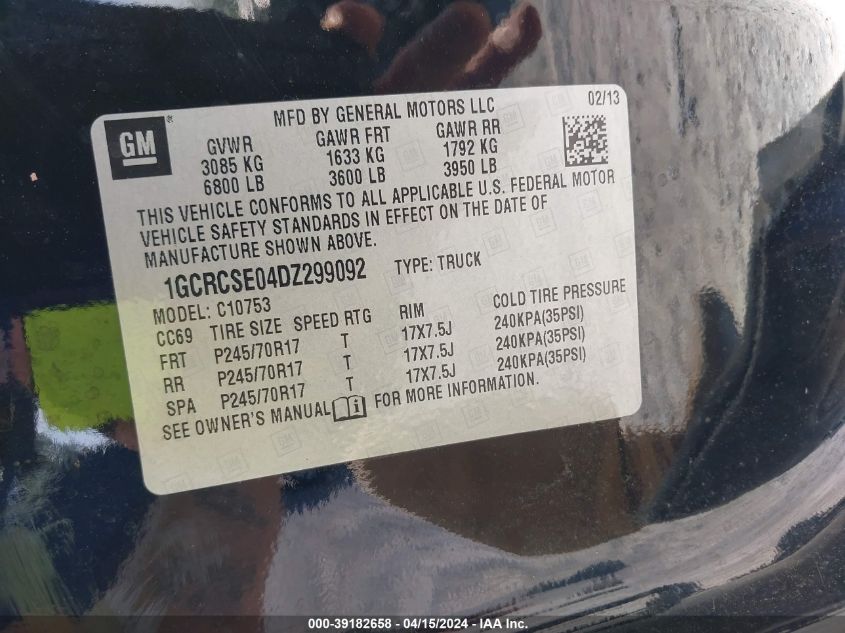 MFD BY GENERAL MOTORS LLC 02/13
GM®
GVWR GAWR FRT GAWR RR
3085 KG 1633 KG 1792 KG
6800 LB 3600 LB 3950 LB
THIS VEHICLE CONFORMS TO ALL APPLICABLE U.S. FEDERAL MOTOR
VEHICLE SAFETY STANDARDS IN EFFECT ON THE DATE OF
MANUFACTURE SHOWN ABOVE.
1GCRCSE04DZ299092 TYPE: TRUCK
MODEL: C10753
CC69 TIRE SIZE SPEED RTG RIM COLD TIRE PRESSURE
FRT P245/70R17 T 17X7.5J 240KPA(35PSI)
RR P245/70R17 T 17X7.5J 240KPA(35PSI)
SPA P245/70R17 T 17X7.5J 240KPA(35PSI)
SEE OWNER'S MANUAL FOR MORE INFORMATION.
000-39182658 - 04/15/2024 - IAA Inc.